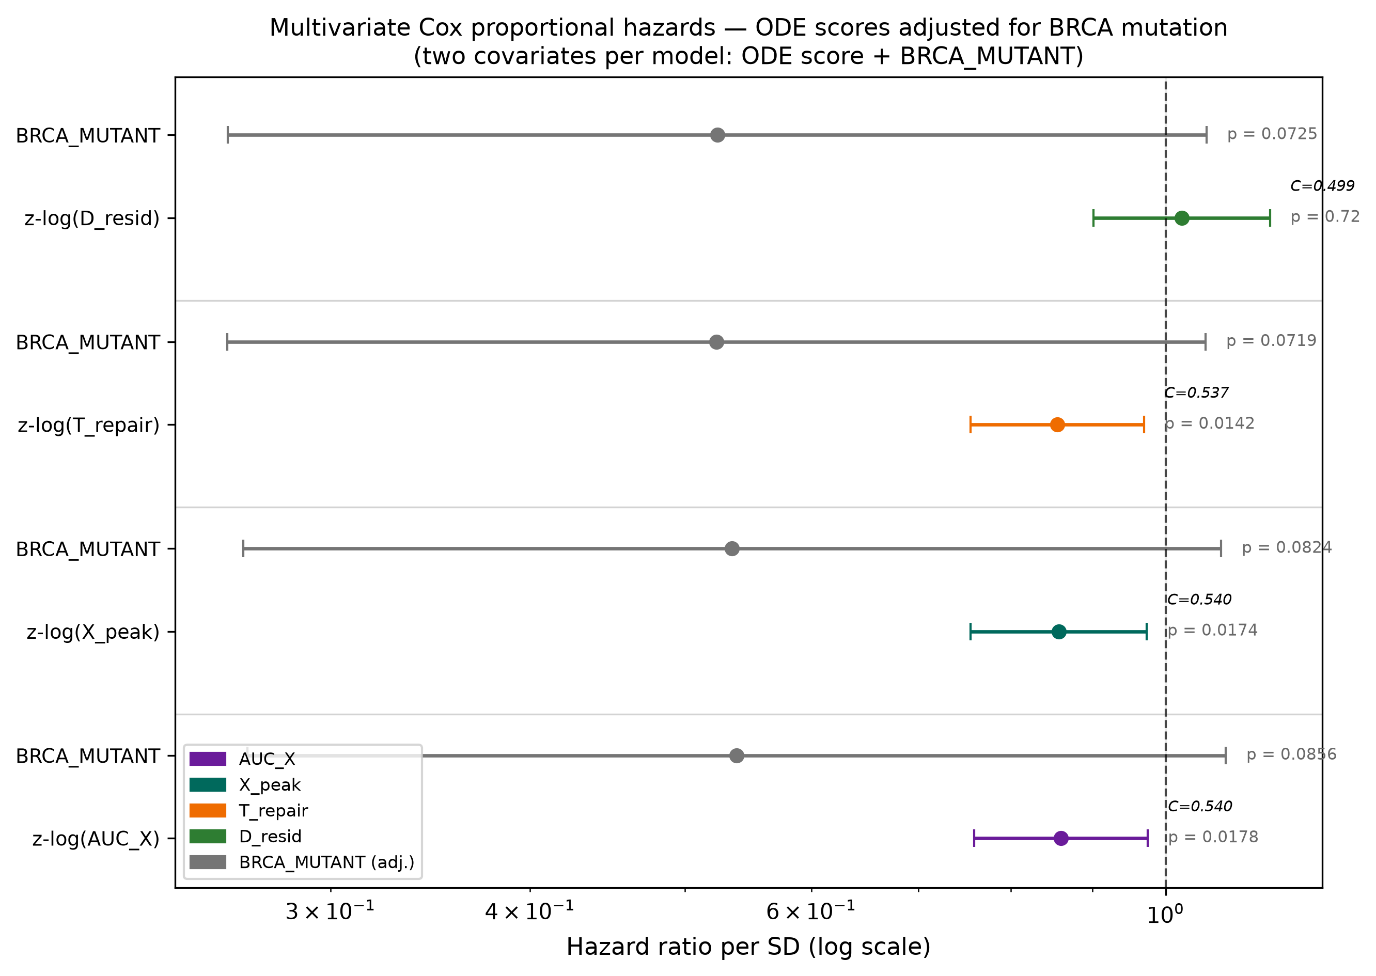 Multivariate Cox proportional hazards — ODE scores adjusted for BRCA mutation
(two covariates per model: ODE score + BRCA_MUTANT)
BRCA_MUTANT
p = 0.0725
C=0.499
z-log(D_resid)
p = 0.72
BRCA_MUTANT
p = 0.0719
C=0.537
z-log(T_repair)
p = 0.0142
BRCA_MUTANT
p = 0.0824
C=0.540
z-log(X_peak)
p = 0.0174
BRCA_MUTANT
p = 0.0856
C=0.540
z-log(AUC_X)
p = 0.0178
AUC_X
X_peak
T_repair
D_resid
BRCA_MUTANT (adj.)
3 × 10⁻¹ 4 × 10⁻¹ 6 × 10⁻¹ 10⁰
Hazard ratio per SD (log scale)